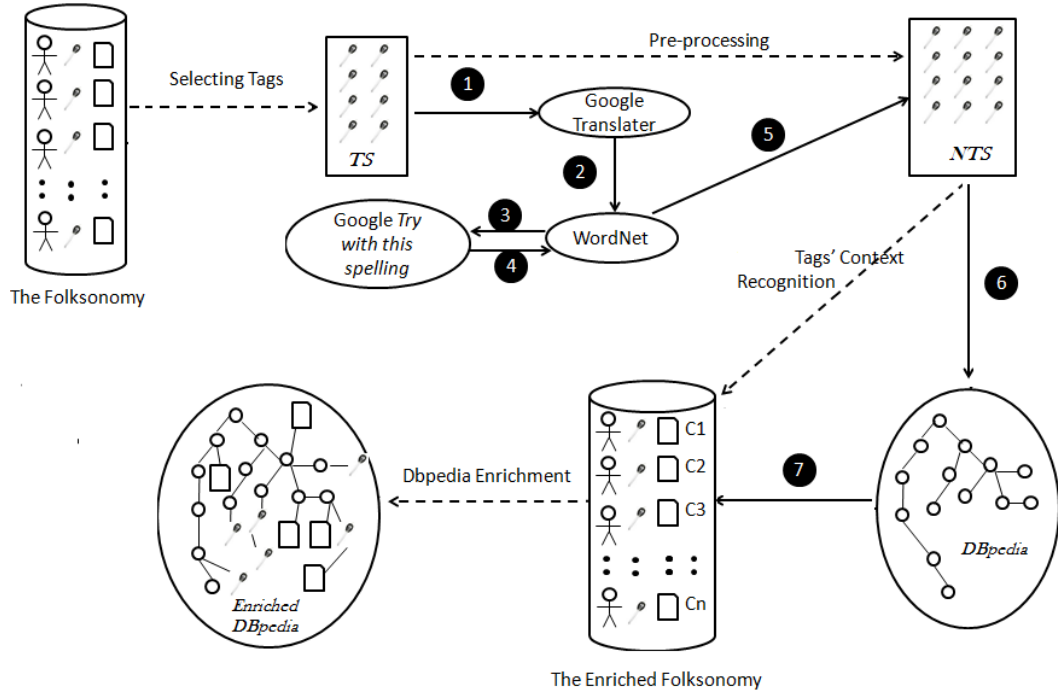 Pre-processing
Selecting Tags
1
Google
Translater
TS
NTS
5
2
Google Try
with this
spelling
3
4
WordNet
The Folksonomy
Tags' Context
Recognition
6
C1
C2
C3
Cn
7
Dbpedia Enrichment
DBpedia
Enriched
DBpedia
The Enriched Folksonomy